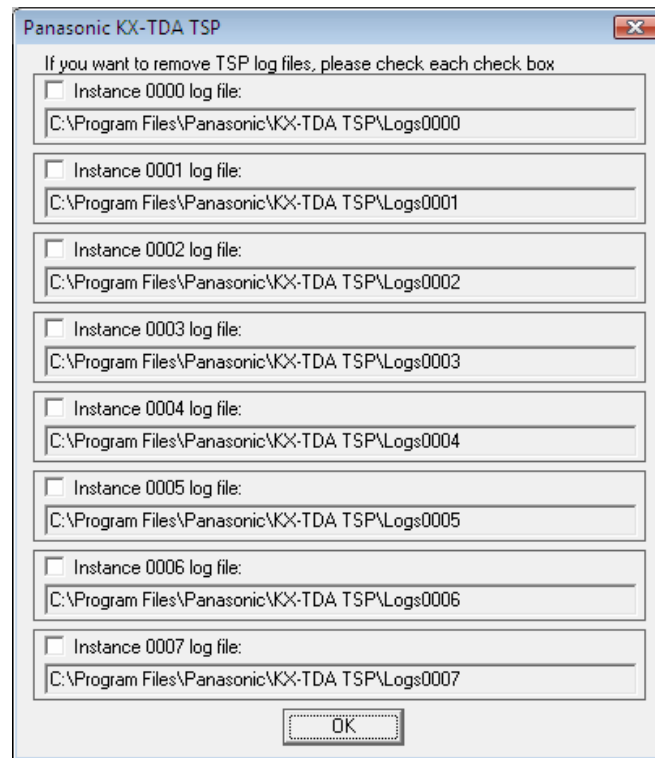 Panasonic KX-TDA TSP
If you want to remove TSP log files, please check each check box
Instance 0000 log file:
C:\Program Files\Panasonic\KX-TDA TSP\Logs0000
Instance 0001 log file:
C:\Program Files\Panasonic\KX-TDA TSP\Logs0001
Instance 0002 log file:
C:\Program Files\Panasonic\KX-TDA TSP\Logs0002
Instance 0003 log file:
C:\Program Files\Panasonic\KX-TDA TSP\Logs0003
Instance 0004 log file:
C:\Program Files\Panasonic\KX-TDA TSP\Logs0004
Instance 0005 log file:
C:\Program Files\Panasonic\KX-TDA TSP\Logs0005
Instance 0006 log file:
C:\Program Files\Panasonic\KX-TDA TSP\Logs0006
Instance 0007 log file:
C:\Program Files\Panasonic\KX-TDA TSP\Logs0007
OK